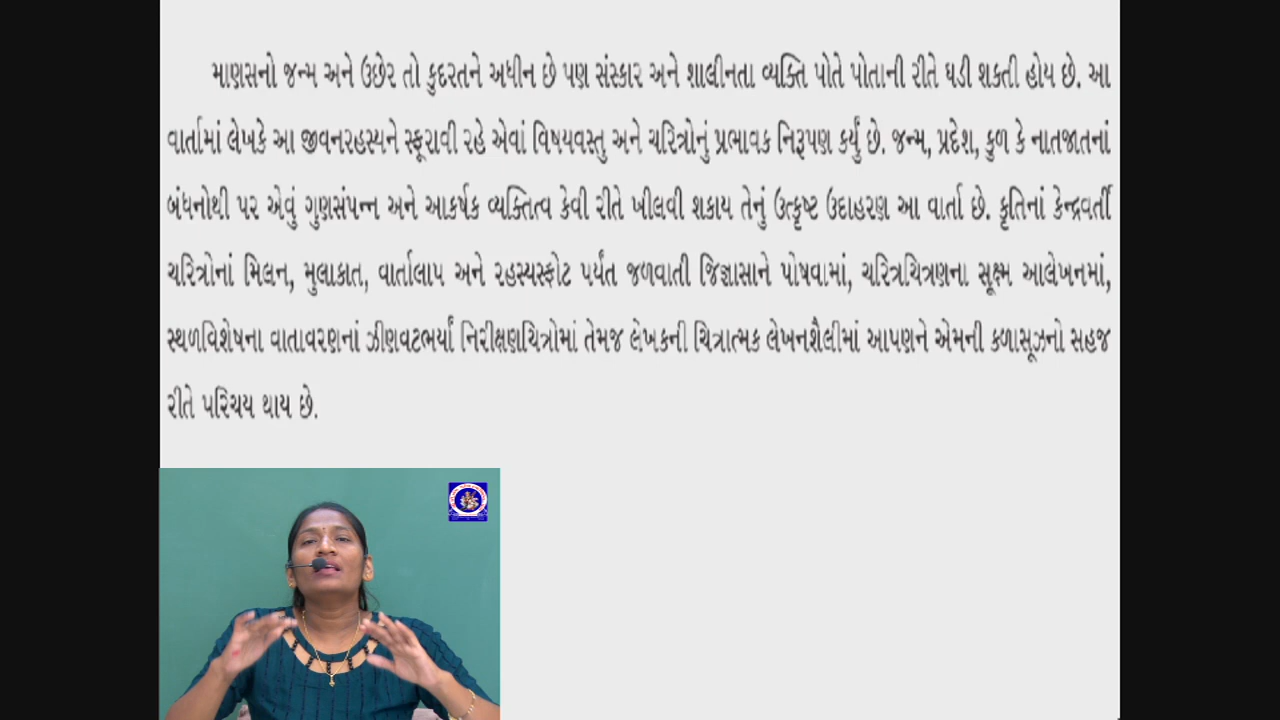 માણસનો જન્મ અને ઉછેર તો કુદરતને અધીન છે પણ સંસ્કાર અને શાલીનતા વ્યક્તિ પોતે પોતાની રીતે ઘડી શકતી હોય છે. આ
વાર્તામાં લેખકે આ જીવનરહસ્યને સ્ફૂરાવી રહે એવાં વિષયવસ્તુ અને ચરિત્રોનું પ્રભાવક નિરૂપણ કર્યું છે. જન્મ, પ્રદેશ, કુળ કે નાતજાતનાં
બંધનોથી પર એવું ગુણસંપન્ન અને આકર્ષક વ્યક્તિત્વ કેવી રીતે ખીલવી શકાય તેનું ઉત્કૃષ્ટ ઉદાહરણ આ વાર્તા છે. કૃતિનાં કેન્દ્રવર્તી
ચરિત્રોનાં મિલન, મુલાકાત, વાર્તાલાપ અને રહસ્યસ્ફોટ પર્યંત જળવાતી જિજ્ઞાસાને પોષવામાં, ચરિત્રચિત્રણના સૂક્ષ્મ આલેખનમાં,
સ્થળવિશેષના વાતાવરણનાં ઝીણવટભર્યાં નિરીક્ષણચિત્રોમાં તેમજ લેખકની ચિત્રાત્મક લેખનશૈલીમાં આપણને એમની કળાસૂઝનો સહજ
રીતે પરિચય થાય છે.